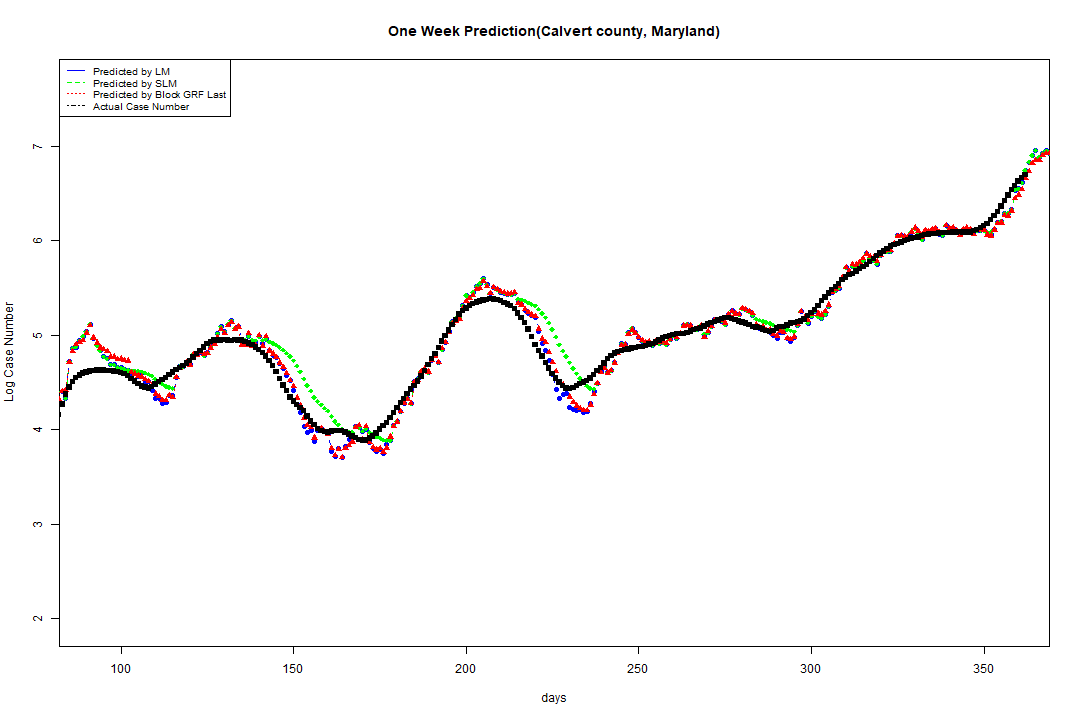 One Week Prediction(Calvert county, Maryland)
Predicted by LM
Predicted by SLM
Predicted by Block GRF Last
Actual Case Number
Log Case Number
7
6
5
4
3
2
100 150 200 250 300 350
days